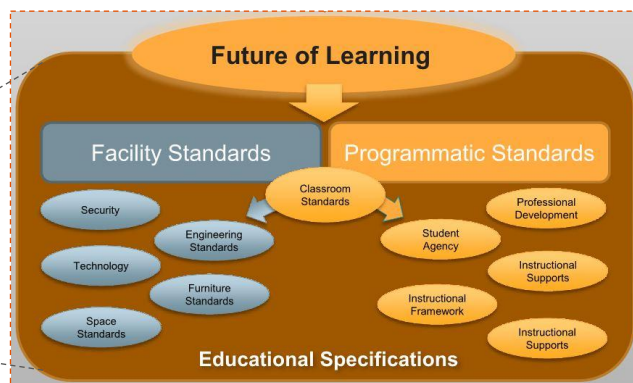 Future of Learning
Facility Standards
Programmatic Standards
Classroom
Standards
Security
Engineering
Standards
Technology
Furniture
Standards
Space
Standards
Professional
Development
Student
Agency
Instructional
Supports
Instructional
Framework
Instructional
Supports
Educational Specifications